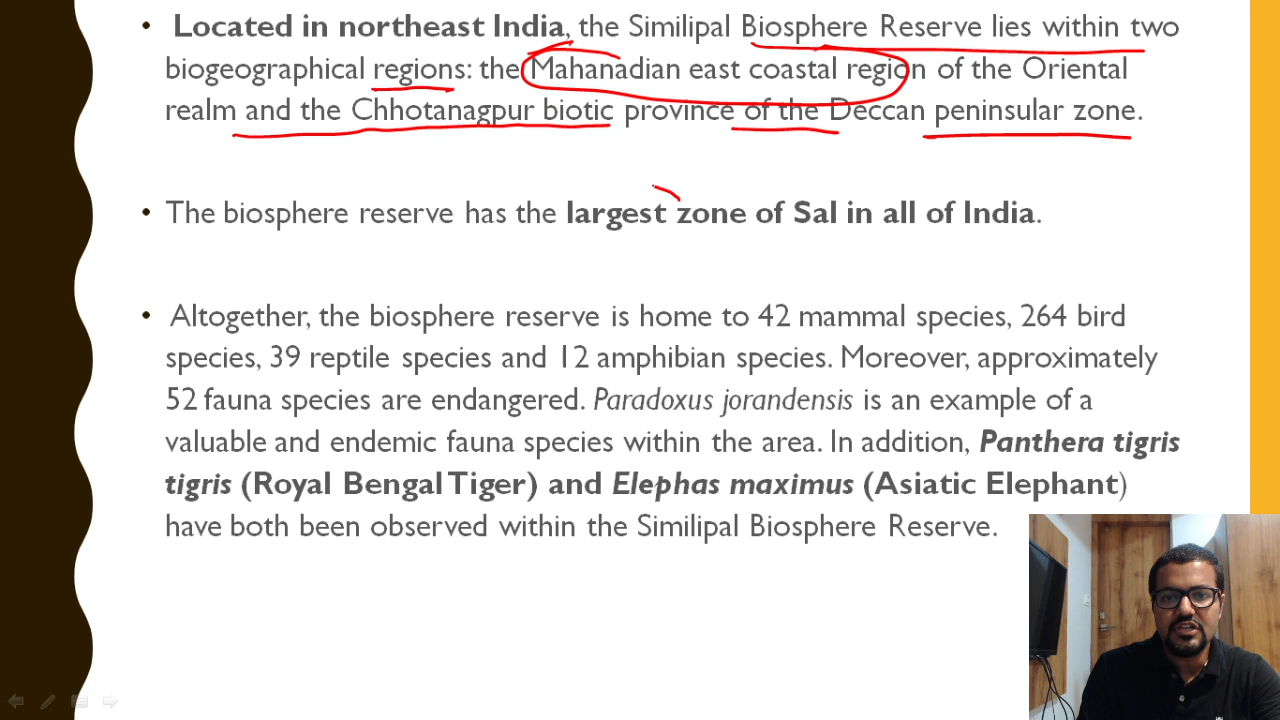 • Located in northeast India, the Similipal Biosphere Reserve lies within two
biogeographical regions: the Mahanadian east coastal region of the Oriental
realm and the Chhotanagpur biotic province of the Deccan peninsular zone.
• The biosphere reserve has the largest zone of Sal in all of India.
• Altogether, the biosphere reserve is home to 42 mammal species, 264 bird
species, 39 reptile species and 12 amphibian species. Moreover, approximately
52 fauna species are endangered. Paradoxus jorandensis is an example of a
valuable and endemic fauna species within the area. In addition, Panthera tigris
tigris (Royal Bengal Tiger) and Elephas maximus (Asiatic Elephant)
have both been observed within the Similipal Biosphere Reserve.